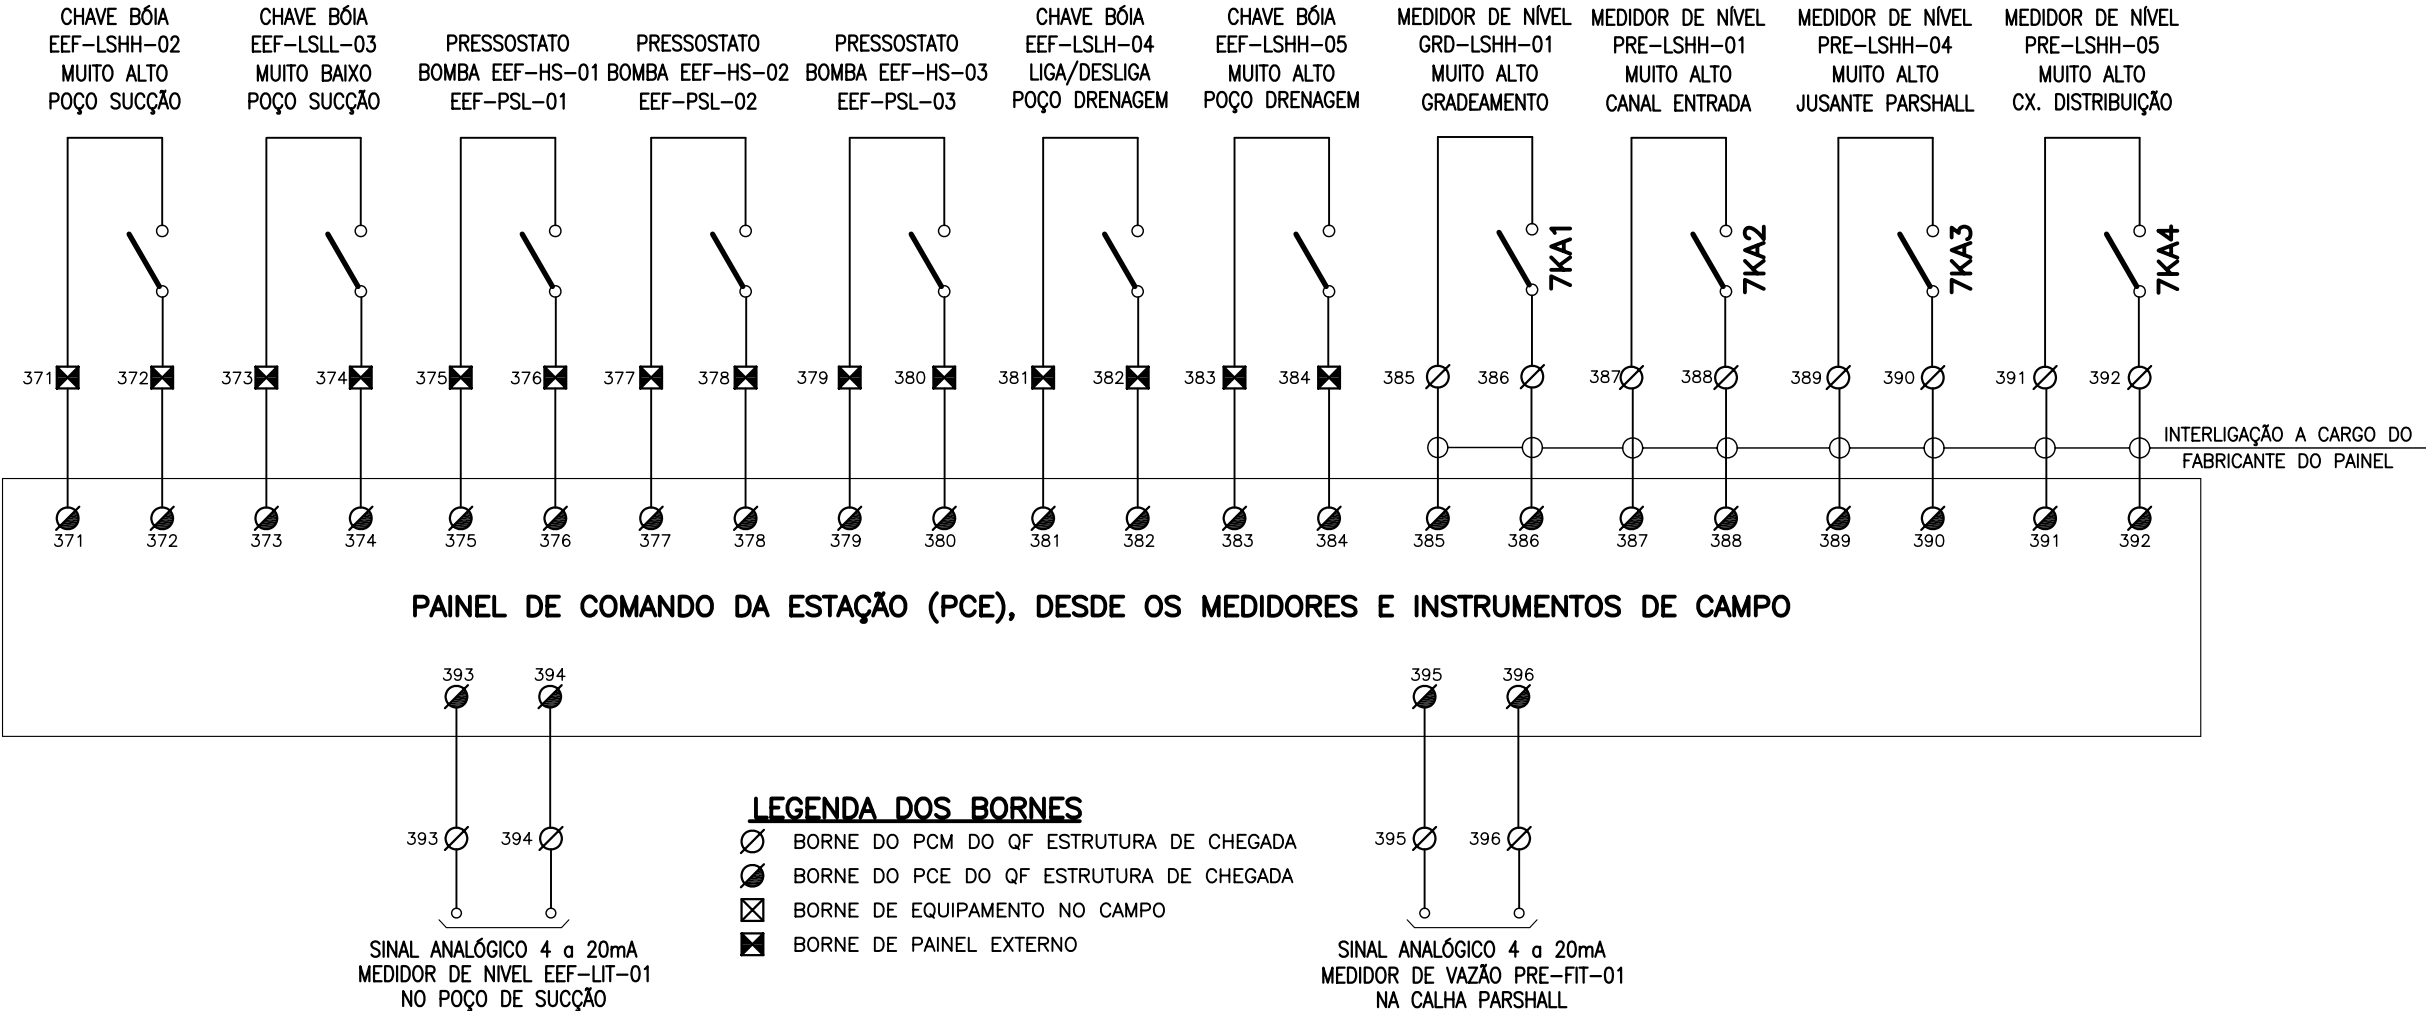 CHAVE BÓIA
EEF-LSHH-02
MUITO ALTO
POÇO SUCÇÃO
CHAVE BÓIA
EEF-LSLL-03
MUITO BAIXO
POÇO SUCÇÃO
PRESSOSTATO
BOMBA EEF-HS-01
EEF-PSL-01
PRESSOSTATO
BOMBA EEF-HS-02
EEF-PSL-02
PRESSOSTATO
BOMBA EEF-HS-03
EEF-PSL-03
CHAVE BÓIA
EEF-LSLH-04
LIGA/DESLIGA
POÇO DRENAGEM
CHAVE BÓIA
EEF-LSHH-05
MUITO ALTO
POÇO DRENAGEM
MEDIDOR DE NÍVEL
GRD-LSHH-01
MUITO ALTO
GRADEAMENTO
MEDIDOR DE NÍVEL
PRE-LSHH-01
MUITO ALTO
CANAL ENTRADA
MEDIDOR DE NÍVEL
PRE-LSHH-04
MUITO ALTO
JUSANTE PARSHALL
MEDIDOR DE NÍVEL
PRE-LSHH-05
MUITO ALTO
CX. DISTRIBUIÇÃO
7KA1
7KA2
7KA3
7KA4
371 372 373 374 375 376 377 378 379 380 381 382 383 384 385 386 387 388 389 390 391 392
INTERLIGAÇÃO A CARGO DO
FABRICANTE DO PAINEL
371 372 373 374 375 376 377 378 379 380 381 382 383 384 385 386 387 388 389 390 391 392
PAINEL DE COMANDO DA ESTAÇÃO (PCE), DESDE OS MEDIDORES E INSTRUMENTOS DE CAMPO
393 394 395 396
393 394 395 396
LEGENDA DOS BORNES
BORNE DO PCM DO QF ESTRUTURA DE CHEGADA
BORNE DO PCE DO QF ESTRUTURA DE CHEGADA
BORNE DE EQUIPAMENTO NO CAMPO
BORNE DE PAINEL EXTERNO
SINAL ANALÓGICO 4 a 20mA
MEDIDOR DE NIVEL EEF-LIT-01
NO POÇO DE SUCÇÃO
SINAL ANALÓGICO 4 a 20mA
MEDIDOR DE VAZÃO PRE-FIT-01
NA CALHA PARSHALL